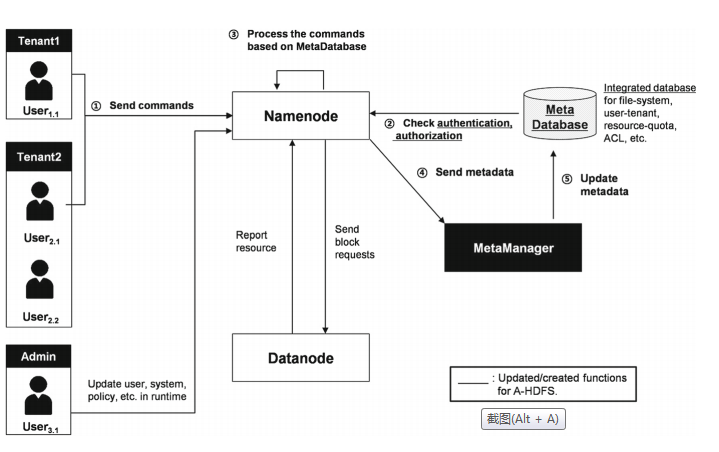 Tenant1
User1.1
① Send commands
Tenant2
User2.1
User2.2
Admin
User3.1
Update user, system,
policy, etc. in runtime
③ Process the commands
based on MetaDatabase
Namenode
② Check authentication,
authorization
④ Send metadata
Report
resource
Send
block
requests
Datanode
Meta
Database
Integrated database
for file-system,
user-tenant,
resource-quota,
ACL, etc.
⑤ Update
metadata
MetaManager
: Updated/created functions
for A-HDFS.
截图(Alt + A)